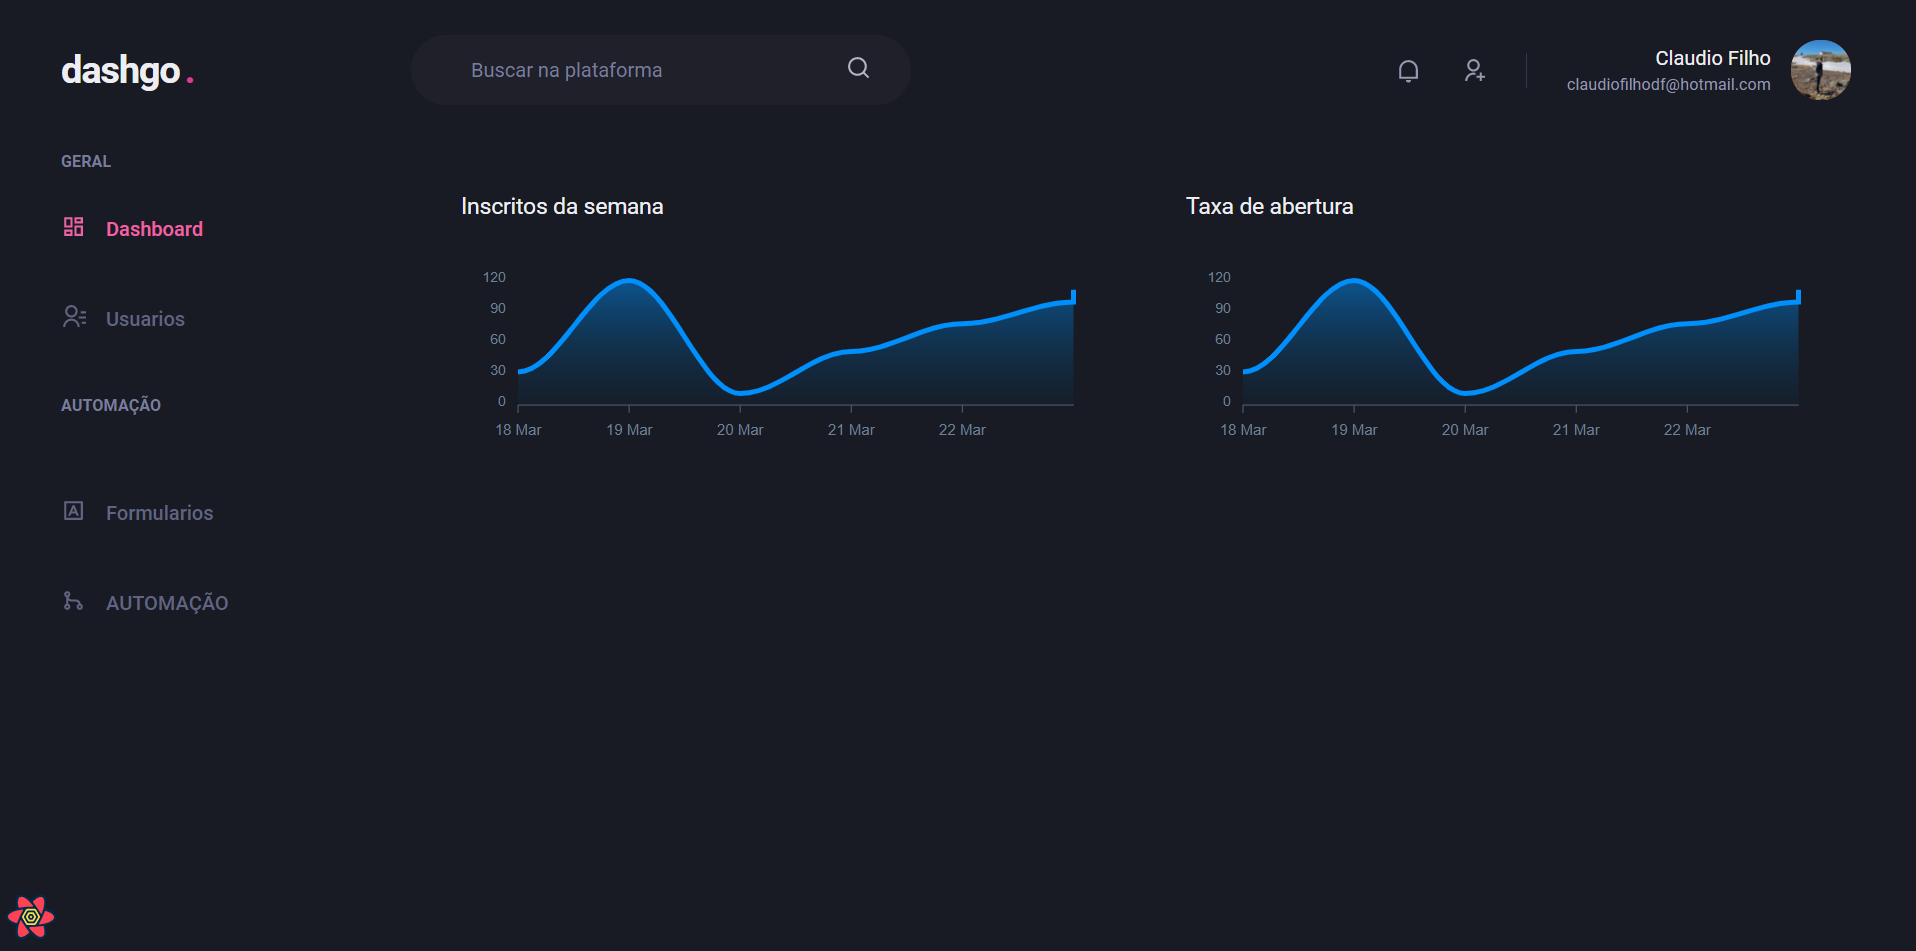 dashgo.
Buscar na plataforma
Claudio Filho
claudiofilhodf@hotmail.com
GERAL
Dashboard
Usuarios
AUTOMAÇÃO
Formularios
AUTOMAÇÃO
Inscritos da semana
120
90
60
30
0
18 Mar 19 Mar 20 Mar 21 Mar 22 Mar
Taxa de abertura
120
90
60
30
0
18 Mar 19 Mar 20 Mar 21 Mar 22 Mar